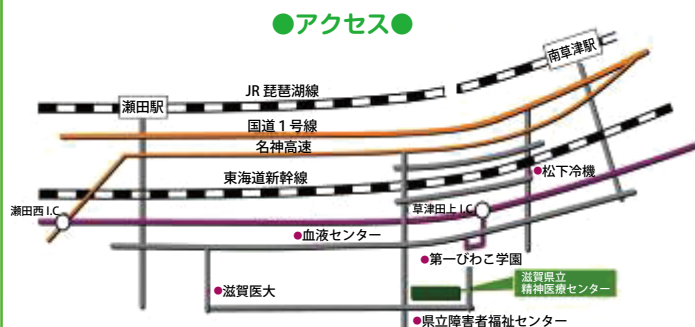 ●アクセス●
南草津駅
JR 琵琶湖線
瀬田駅
国道1号線
名神高速
東海道新幹線
●松下冷機
瀬田西 I.C.
草津田上 I.C.
●血液センター
●第一びわこ学園
●滋賀医大
滋賀県立
精神医療センター
●県立障害者福祉センター